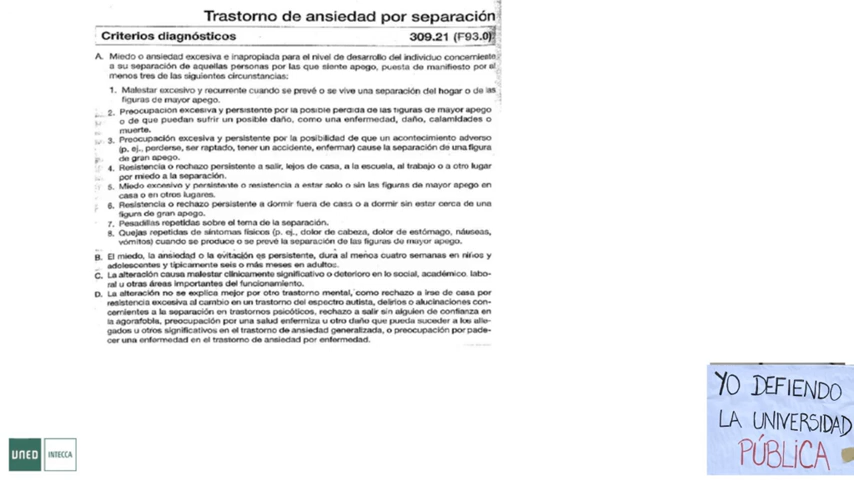 Trastorno de ansiedad por separación
Criterios diagnósticos 309.21 (F93.0)
A. Miedo o ansiedad excesiva e inapropiada para el nivel de desarrollo del individuo concerniente
a su separación de aquellas personas por las que siente apego, puesta de manifiesto por al
menos tres de las siguientes circunstancias:
1. Malestar excesivo y recurrente cuando se prevé o se vive una separación del hogar o de las
figuras de mayor apego.
2. Preocupación excesiva y persistente por la posible pérdida de las figuras de mayor apego
o de que puedan sufrir un posible daño, como una enfermedad, daño, calamidades o
muerte.
3. Preocupación excesiva y persistente por la posibilidad de que un acontecimiento adverso
(p. ej., perderse, ser raptado, tener un accidente, enfermar) cause la separación de una figura
de gran apego.
4. Resistencia o rechazo persistente a salir, lejos de casa, a la escuela, al trabajo o a otro lugar
por miedo a la separación.
5. Miedo excesivo y persistente o resistencia a estar solo o sin las figuras de mayor apego en
casa o en otros lugares.
6. Resistencia o rechazo persistente a dormir fuera de casa o a dormir sin estar cerca de una
figura de gran apego.
7. Pesadillas repetidas sobre el tema de la separación.
8. Quejas repetidas de síntomas físicos (p. ej., dolor de cabeza, dolor de estómago, náuseas,
vómitos) cuando se produce o se prevé la separación de las figuras de mayor apego.
B. El miedo, la ansiedad o la evitación es persistente, dura al menos cuatro semanas en niños y
adolescentes y típicamente seis o más meses en adultos.
C. La alteración causa malestar clínicamente significativo o deterioro en lo social, académico, labo-
ral u otras áreas importantes del funcionamiento.
D. La alteración no se explica mejor por otro trastorno mental, como rechazo a irse de casa por
resistencia excesiva al cambio en un trastorno del espectro autista, delirios o alucinaciones con-
cernientes a la separación en trastornos psicóticos, rechazo a salir sin alguien de confianza en
la agorafobia, preocupación por una salud enfermiza u otro daño que pueda suceder a los alle-
gados u otros significativos en el trastorno de ansiedad generalizada, o preocupación por pade-
cer una enfermedad en el trastorno de ansiedad por enfermedad.
YO DEFIENDO
LA UNIVERSIDAD
PÚBLICA
UNED INTECCA